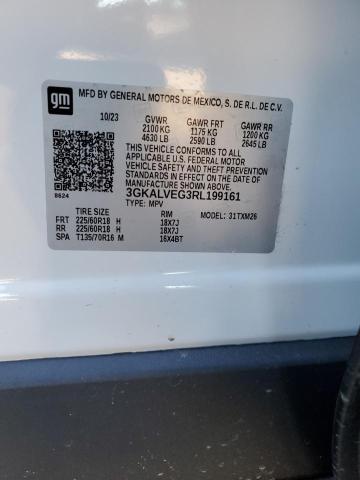 gm
MFD BY GENERAL MOTORS DE MEXICO, S. DE R.L. DE C.V.
10/23 GVWR GAWR FRT GAWR RR
2100 KG 1175 KG 1200 KG
4630 LB 2590 LB 2645 LB
THIS VEHICLE CONFORMS TO ALL APPLICABLE
U.S. FEDERAL MOTOR
VEHICLE SAFETY AND THEFT PREVENTION
STANDARDS IN EFFECT ON THE DATE OF
MANUFACTURE SHOWN ABOVE.
3GKALVEG3RL199161
8624
TYPE: MPV
TIRE SIZE RIM MODEL: 31TXM26
FRT 225/60R18 H 18X7J
RR 225/60R18 H 18X7J
SPA T135/70R16 M 16X4BT